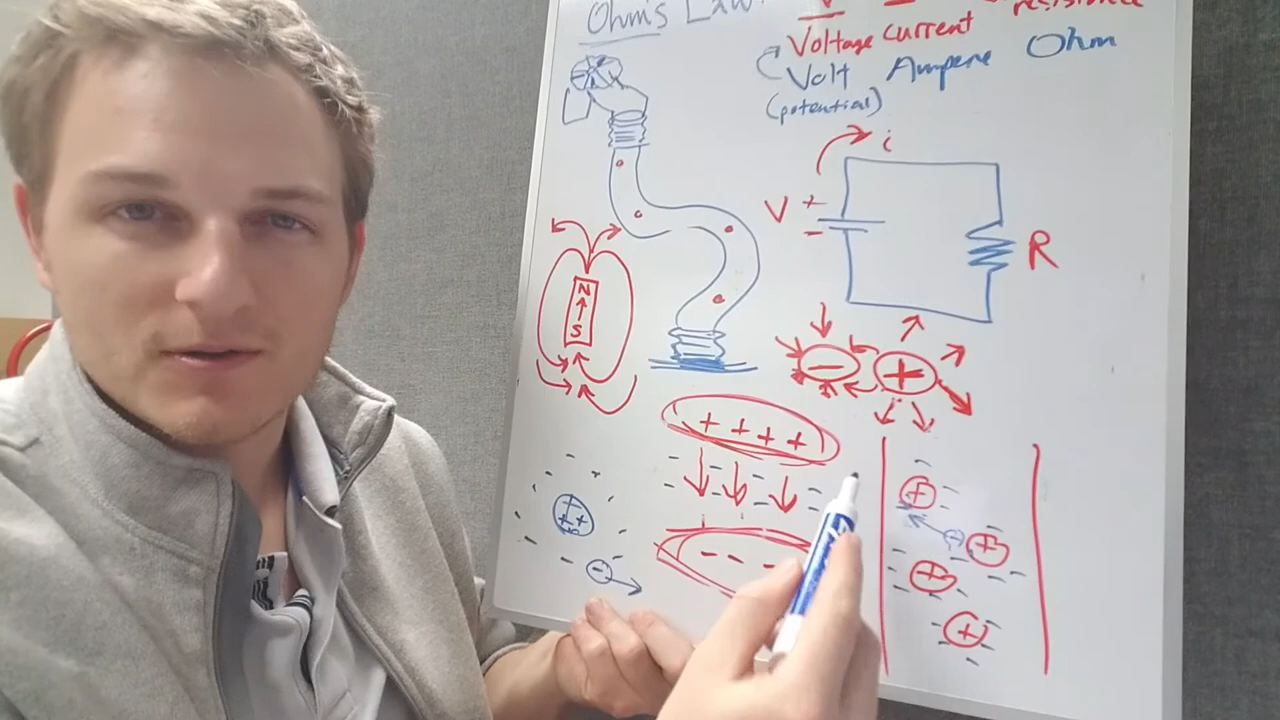 Ohm's Law:
V
Voltage current resistance
Volt Ampere Ohm
(potential)
i
V + -
R
N
S
- +
+ + + +
- -
+ +
+ +
-
+
-
+
+
+